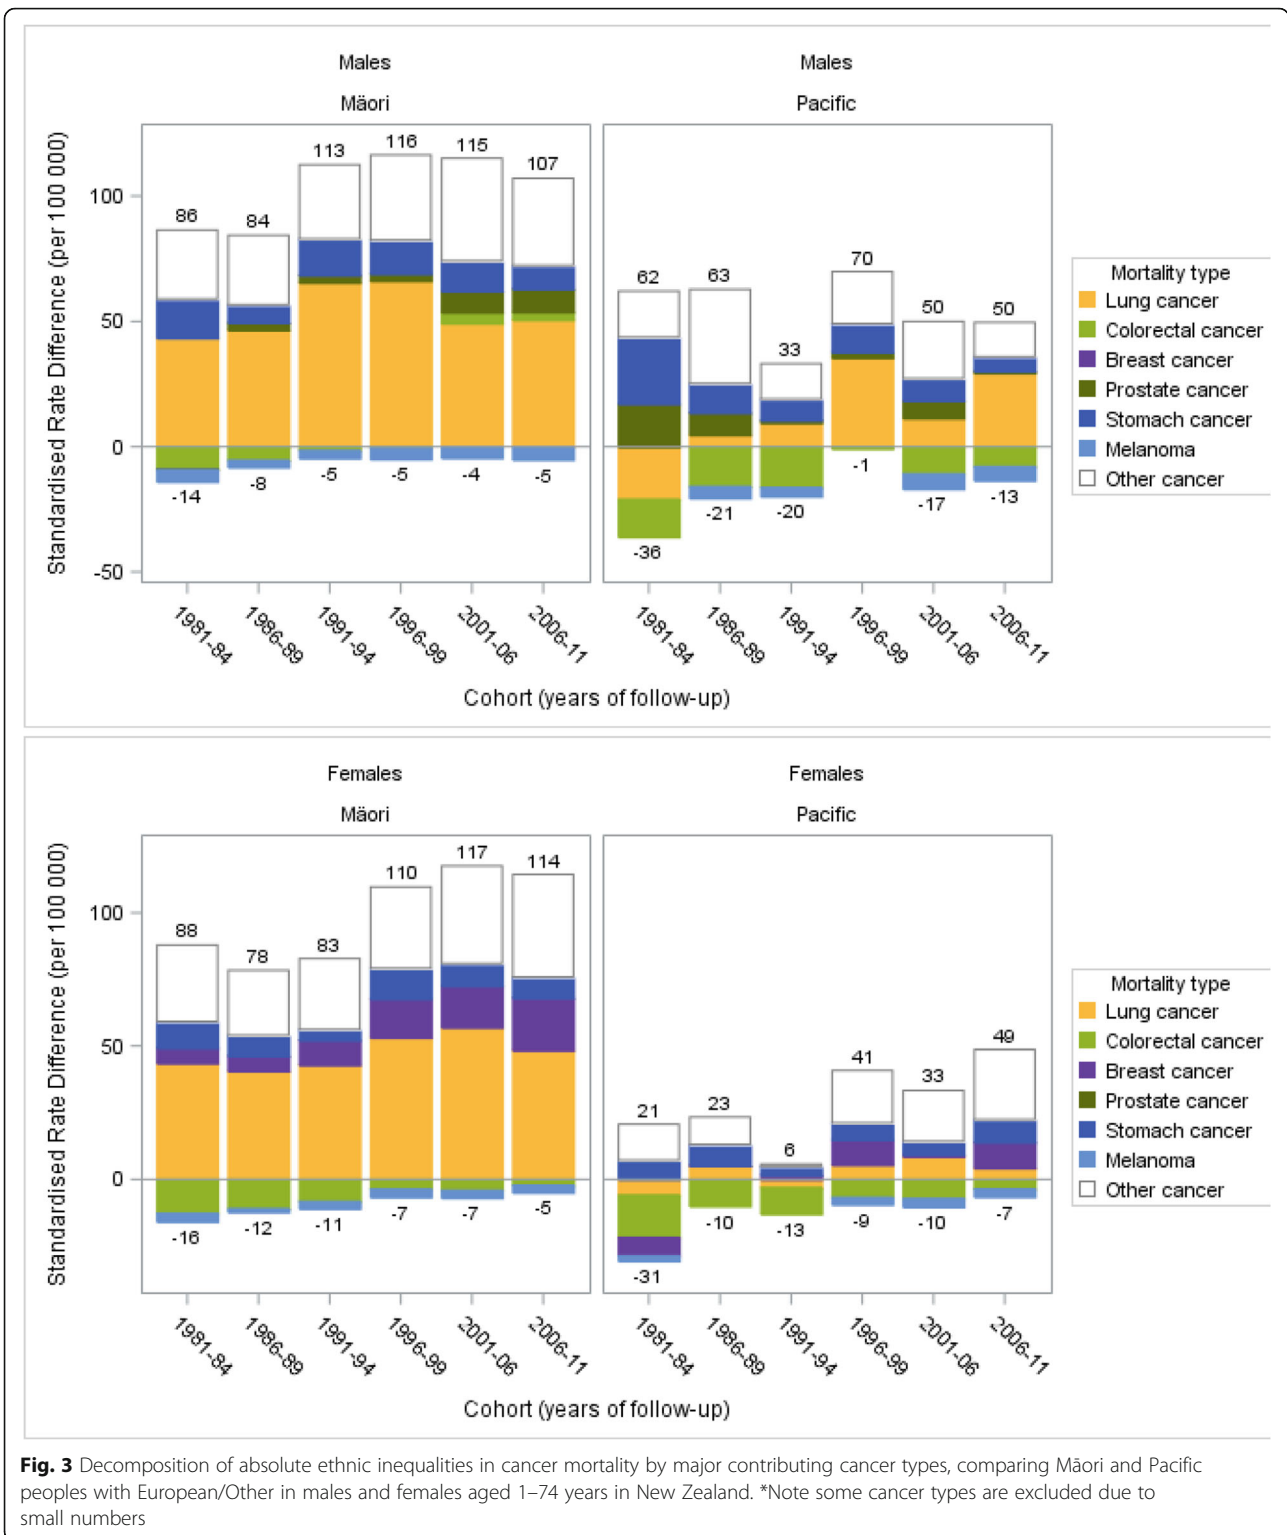 Males Males
Mäori Pacific
Standardised Rate Difference (per 100 000)
100
50
0
-50
86 84 113 116 115 107
-14 -8 -5 -5 -4 -5
62 63 33 70 50 50
-36 -21 -20 -1 -17 -13
1981-84 1986-89 1991-94 1996-99 2001-06 2006-11
1981-84 1986-89 1991-94 1996-99 2001-06 2006-11
Cohort (years of follow-up)
Mortality type
Lung cancer
Colorectal cancer
Breast cancer
Prostate cancer
Stomach cancer
Melanoma
Other cancer
Females Females
Mäori Pacific
Standardised Rate Difference (per 100 000)
100
50
0
88 78 83 110 117 114
-16 -12 -11 -7 -7 -5
21 23 6 41 33 49
-31 -10 -13 -9 -10 -7
1981-84 1986-89 1991-94 1996-99 2001-06 2006-11
1981-84 1986-89 1991-94 1996-99 2001-06 2006-11
Cohort (years of follow-up)
Mortality type
Lung cancer
Colorectal cancer
Breast cancer
Prostate cancer
Stomach cancer
Melanoma
Other cancer
Fig. 3 Decomposition of absolute ethnic inequalities in cancer mortality by major contributing cancer types, comparing Māori and Pacific
peoples with European/Other in males and females aged 1–74 years in New Zealand. *Note some cancer types are excluded due to
small numbers